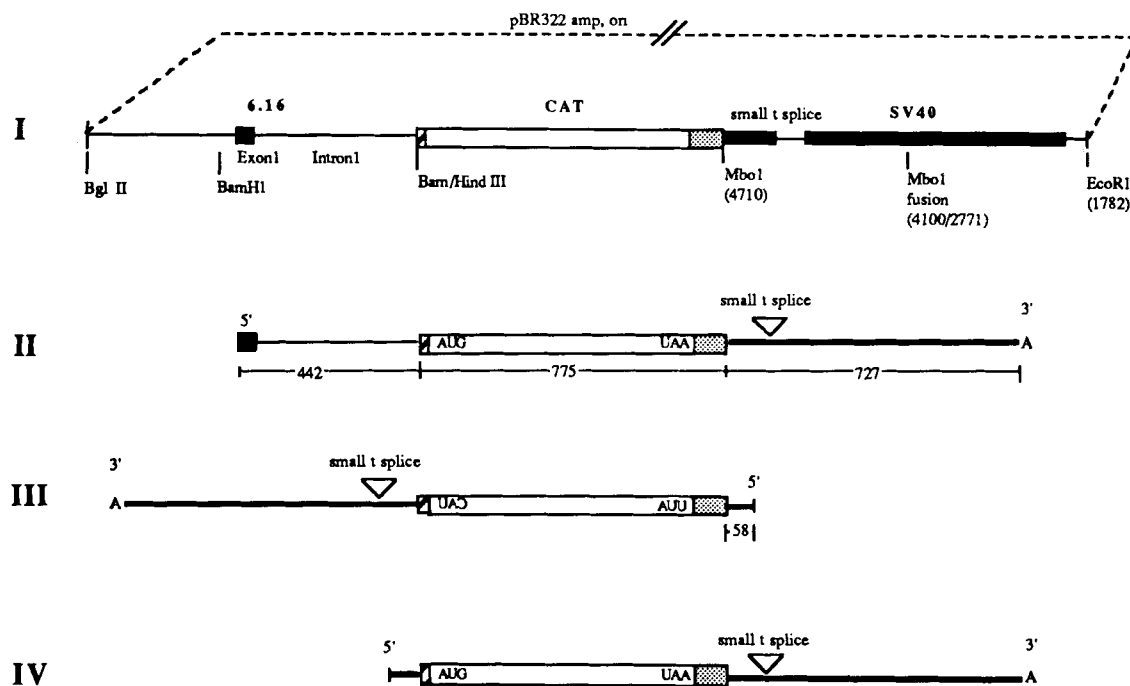 pBR322 amp, on
I
6.16
CAT
small t splice
SV40
Exon1
Intron1
Bgl II
BamH1
Bam/Hind III
Mbo1
(4710)
Mbo1
fusion
(4100/2771)
EcoR1
(1782)
II
5'
small t splice
3'
AUG
UAA
A
442
775
727
III
3'
small t splice
5'
A
CAU
AUU
58
IV
5'
small t splice
3'
AUG
UAA
A